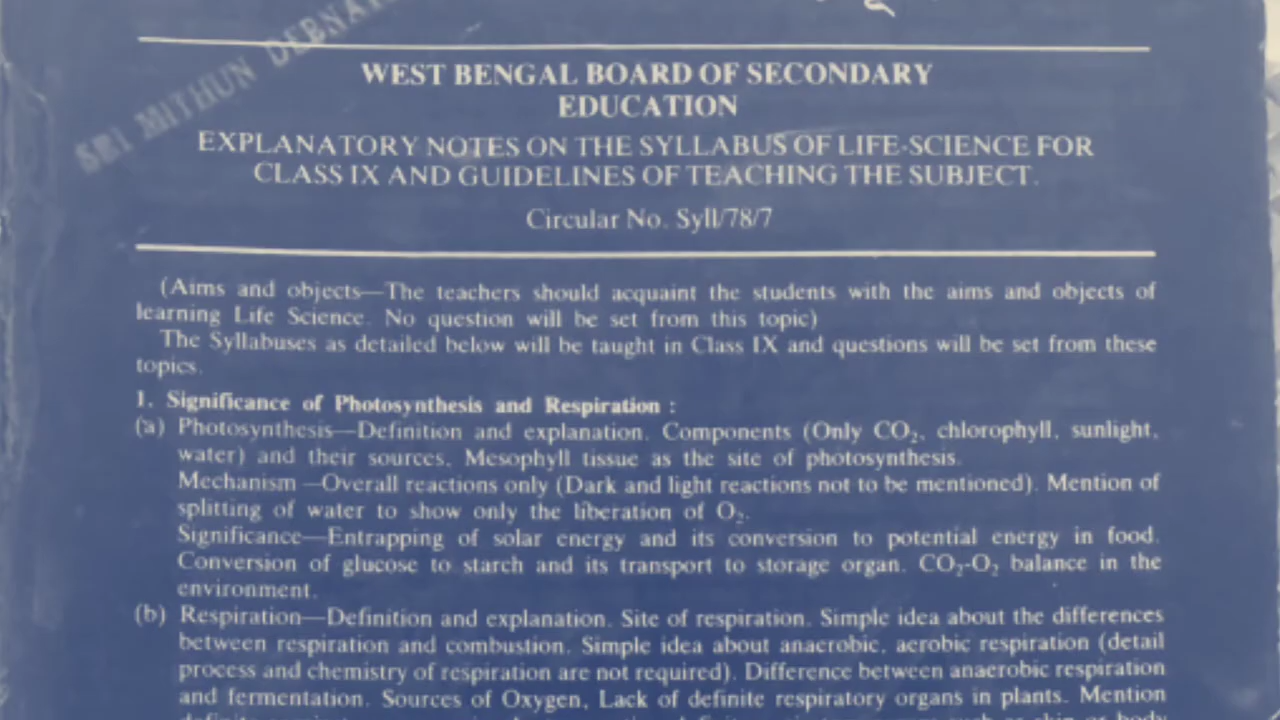 SRI MITHUN DEBNATH
WEST BENGAL BOARD OF SECONDARY
EDUCATION
EXPLANATORY NOTES ON THE SYLLABUS OF LIFE-SCIENCE FOR
CLASS IX AND GUIDELINES OF TEACHING THE SUBJECT.
Circular No. Syll/78/7
(Aims and objects—The teachers should acquaint the students with the aims and objects of
learning Life Science. No question will be set from this topic)
The Syllabuses as detailed below will be taught in Class IX and questions will be set from these
topics.
1. Significance of Photosynthesis and Respiration :
(a) Photosynthesis—Definition and explanation. Components (Only CO₂, chlorophyll, sunlight,
water) and their sources. Mesophyll tissue as the site of photosynthesis.
Mechanism —Overall reactions only (Dark and light reactions not to be mentioned). Mention of
splitting of water to show only the liberation of O₂.
Significance—Entrapping of solar energy and its conversion to potential energy in food.
Conversion of glucose to starch and its transport to storage organ. CO₂-O₂ balance in the
environment.
(b) Respiration—Definition and explanation. Site of respiration. Simple idea about the differences
between respiration and combustion. Simple idea about anaerobic, aerobic respiration (detail
process and chemistry of respiration are not required). Difference between anaerobic respiration
and fermentation. Sources of Oxygen, Lack of definite respiratory organs in plants. Mention